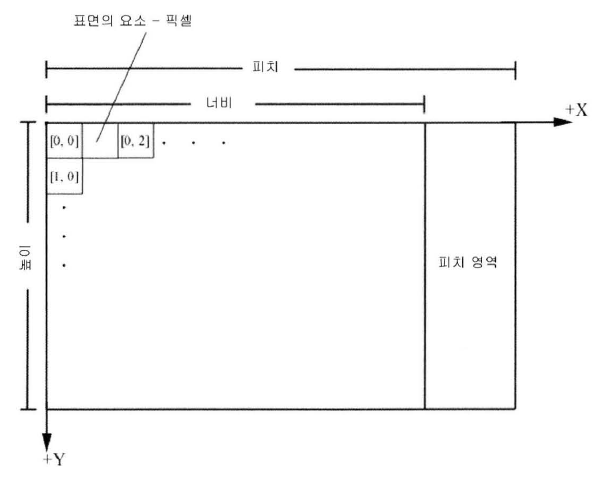 표면의 요소 - 픽셀
피치
너비
+X
[0, 0]
[0, 2]
[1, 0]
높이
피치 영역
+Y